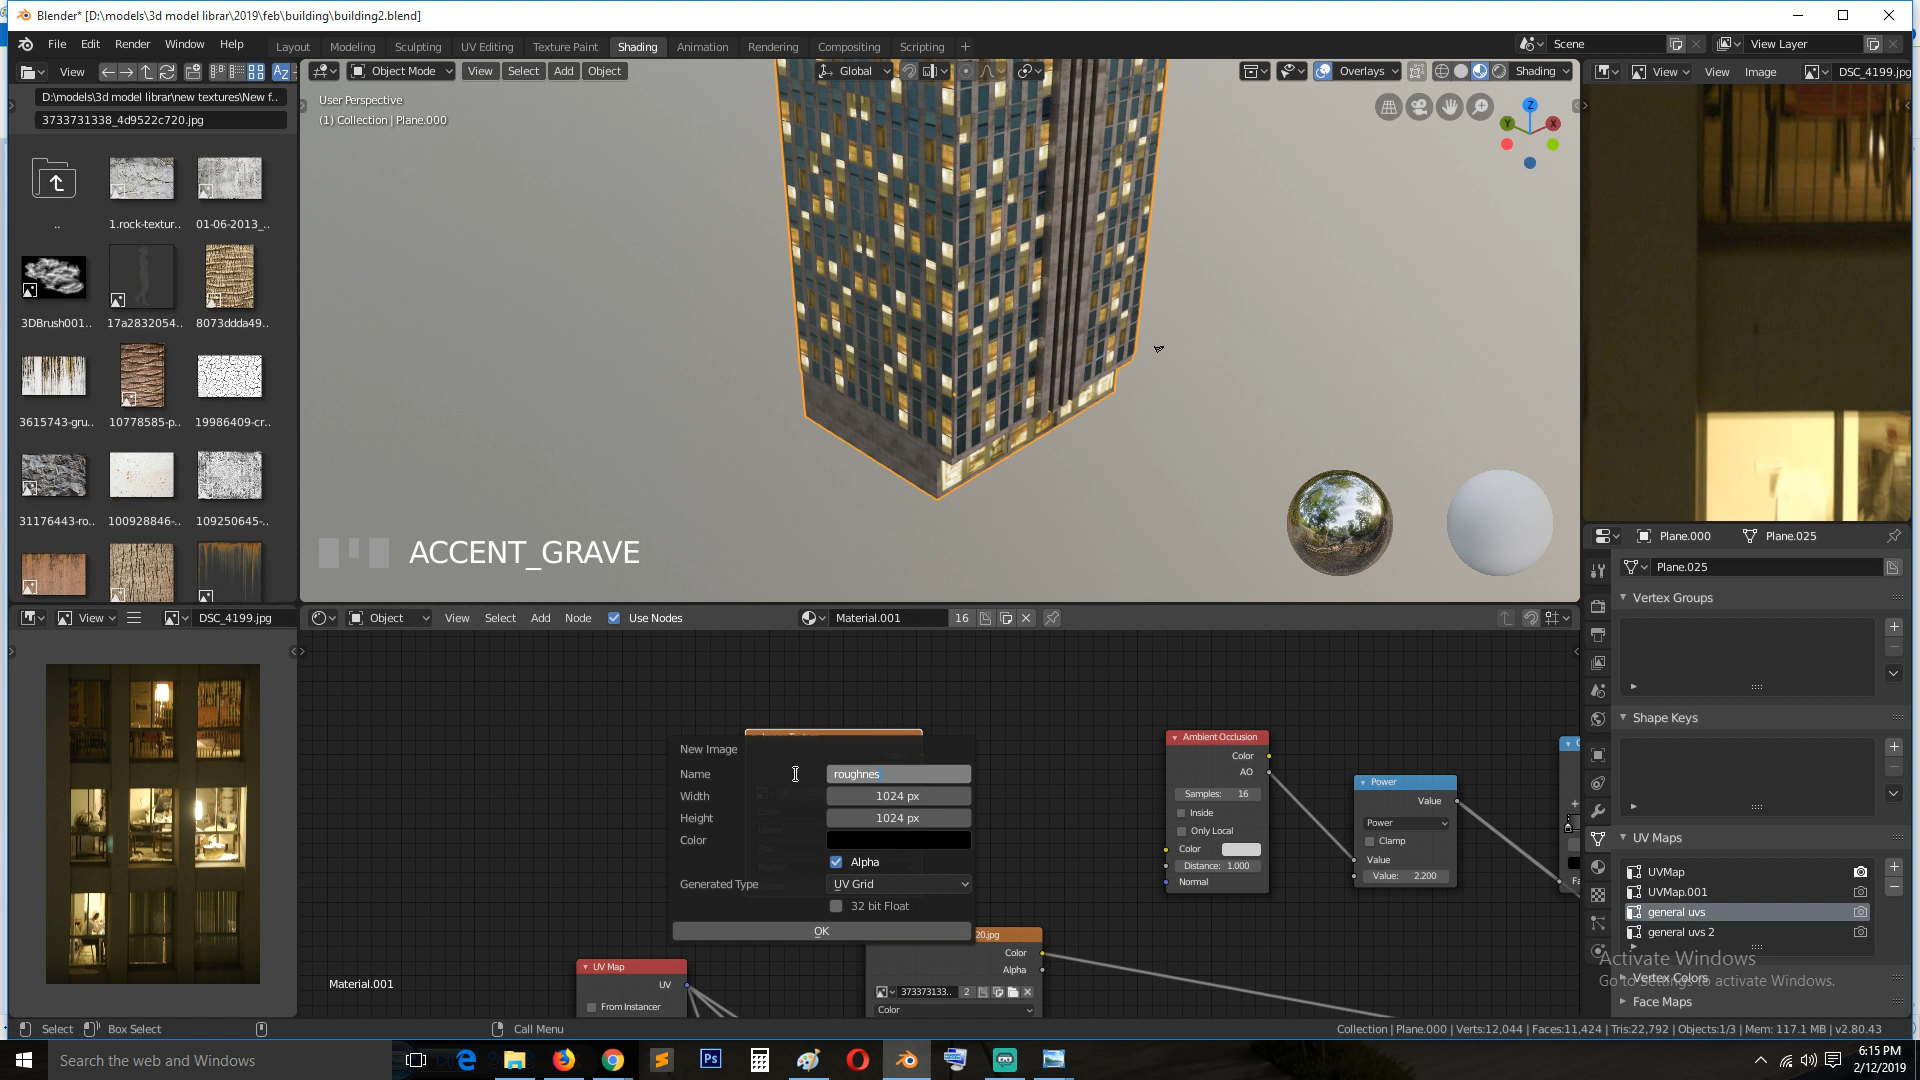 Blender* [D:\models\3d model librar\2019\feb\building\building2.blend]
File Edit Render Window Help
Layout Modeling Sculpting UV Editing Texture Paint Shading Animation Rendering Compositing Scripting +
Scene
View Layer
View
Object Mode View Select Add Object
Global
Overlays
Shading
View View Image DSC_4199.jpg
D:\models\3d model librar\new textures\New f..
3733731338_4d9522c720.jpg
User Perspective
(1) Collection | Plane.000
Z
Y X
.. 1.rock-textur.. 01-06-2013_..
3DBrush001.. 17a2832054.. 8073ddda49..
3615743-gru.. 10778585-p.. 19986409-cr..
31176443-ro.. 100928846-.. 109250645-..
ACCENT_GRAVE
Plane.000 Plane.025
Plane.025
Vertex Groups
Shape Keys
UV Maps
UVMap
UVMap.001
general uvs
general uvs 2
Vertex Colors
Face Maps
View DSC_4199.jpg
Object View Select Add Node Use Nodes Material.001 16
New Image
Name roughnes
Width 1024 px
Height 1024 px
Color
Alpha
Generated Type UV Grid
32 bit Float
OK
Ambient Occlusion
Color
AO
Samples: 16
Inside
Only Local
Color
Distance: 1.000
Normal
Power
Value
Power
Clamp
Value
Value: 2.200
20.jpg
Color
Alpha
373373133.. 2
Color
UV Map
UV
From Instancer
Material.001
Activate Windows
Go to Settings to activate Windows.
Select Box Select Call Menu
Collection | Plane.000 | Verts:12,044 | Faces:11,424 | Tris:22,792 | Objects:1/3 | Mem: 117.1 MB | v2.80.43
Search the web and Windows
Ps
6:15 PM
2/12/2019